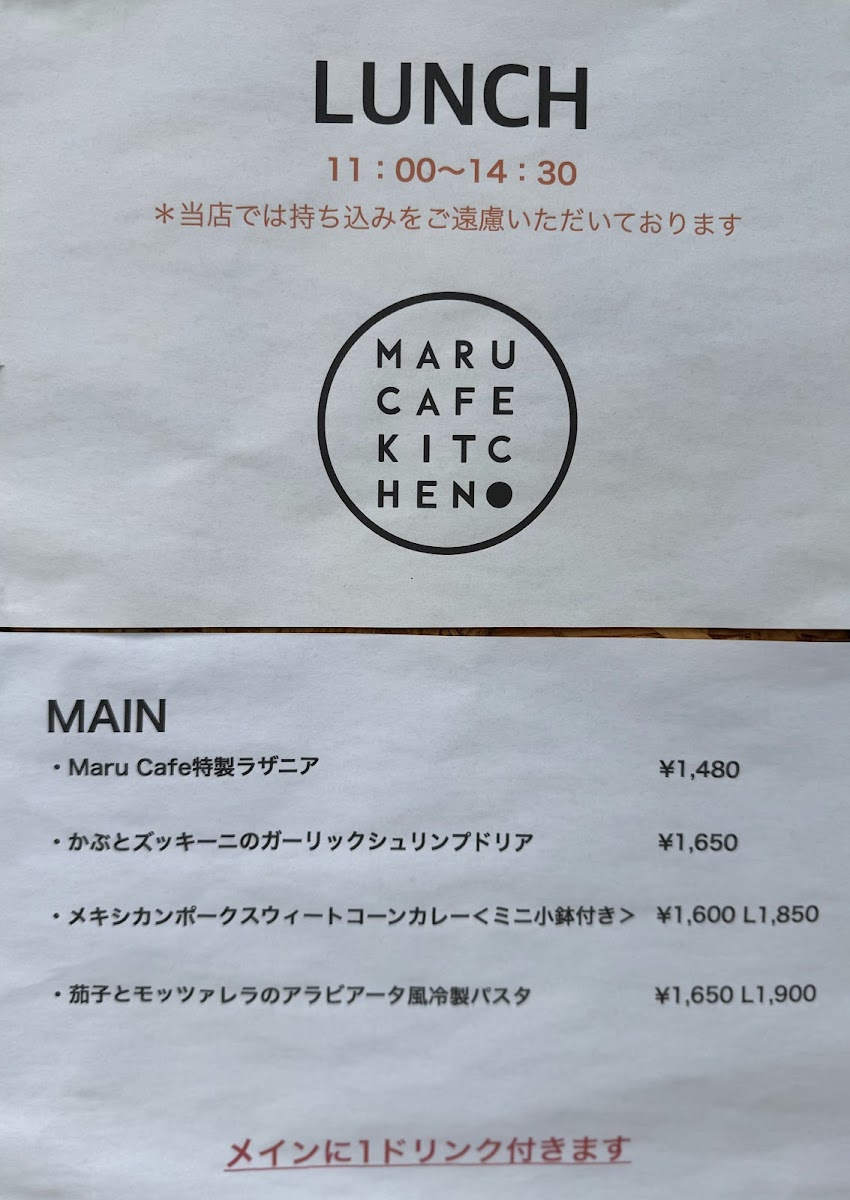 LUNCH
11：00〜14：30
＊当店では持ち込みをご遠慮いただいております
MARU
CAFE
KITC
HEN●
MAIN
・Maru Cafe特製ラザニア ¥1,480
・かぶとズッキーニのガーリックシュリンプドリア ¥1,650
・メキシカンポークスウィートコーンカレー＜ミニ小鉢付き＞ ¥1,600 L1,850
・茄子とモッツァレラのアラビアータ風冷製パスタ ¥1,650 L1,900
メインに1ドリンク付きます